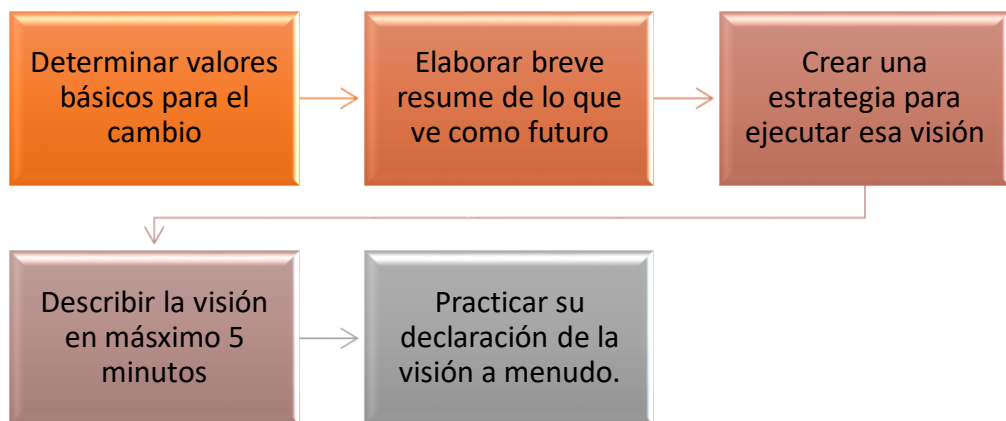 Determinar valores
básicos para el
cambio
Elaborar breve
resume de lo que
ve como futuro
Crear una
estrategia para
ejecutar esa visión
Describir la visión
en másximo 5
minutos
Practicar su
declaración de la
visión a menudo.